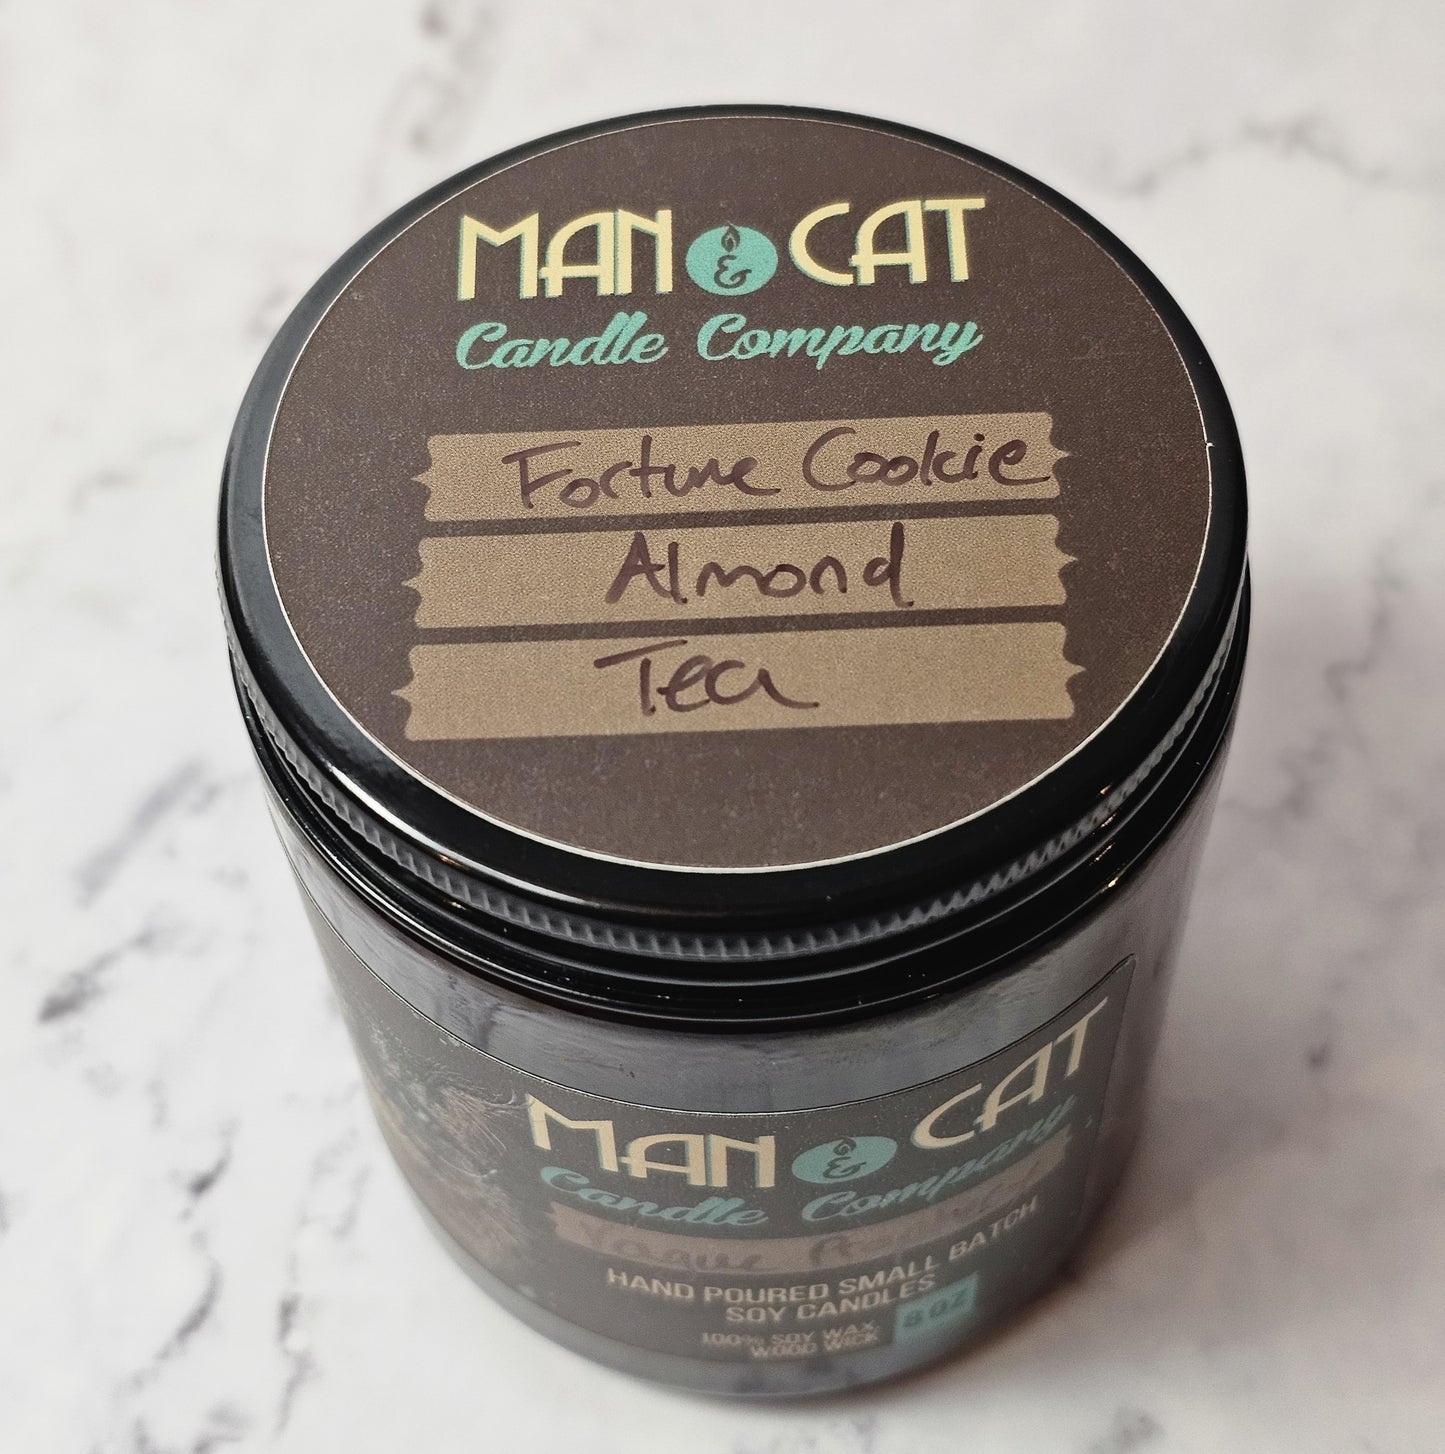 MAN & CAT
Candle Company
Fortune Cookie
Almond
Tea
MAN & CAT
Candle Company
Vague
HAND POURED SMALL BATCH
SOY CANDLES
8 OZ
100% SOY WAX
WOOD WICK